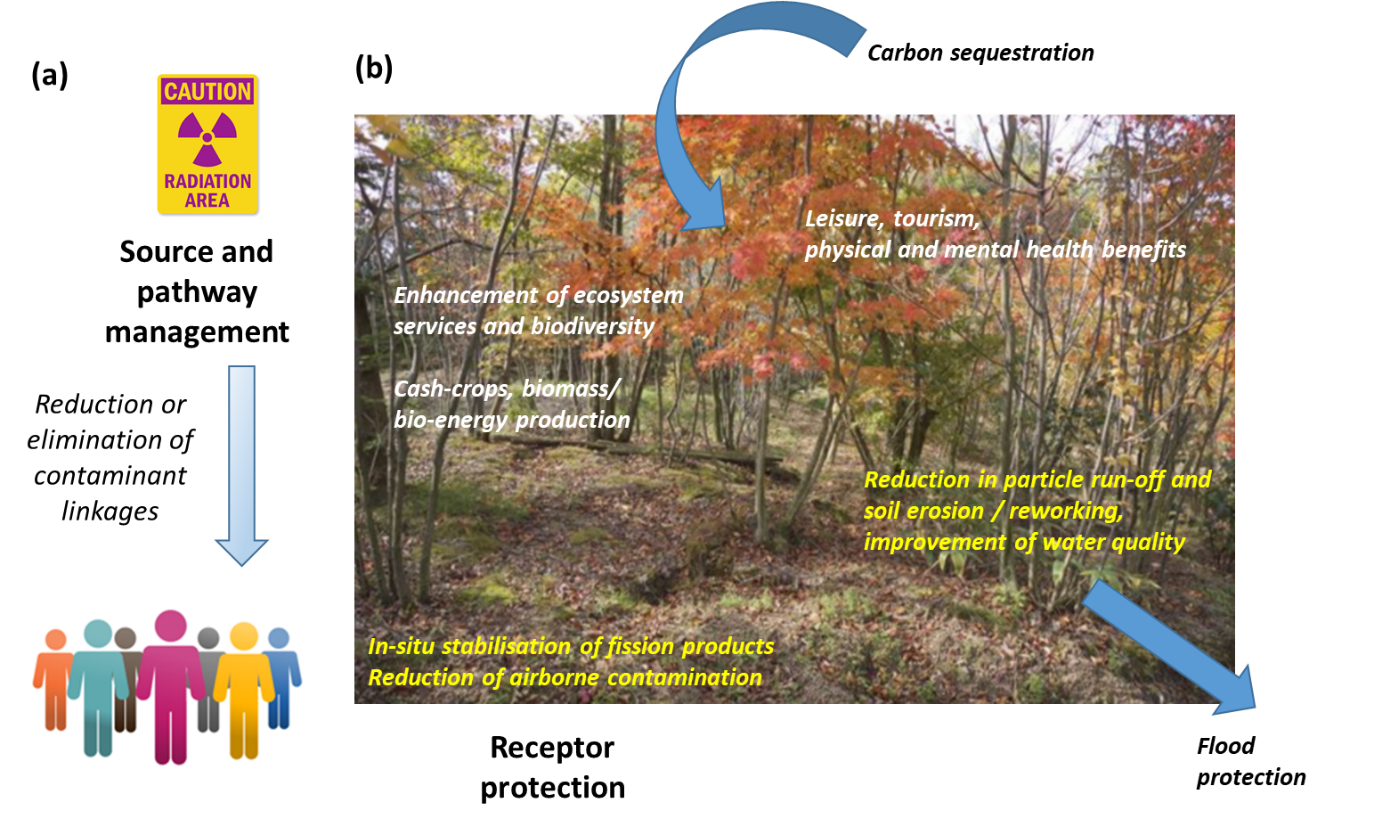 (a)
CAUTION
RADIATION
AREA
Source and
pathway
management
Reduction or
elimination of
contaminant
linkages
(b)
Carbon sequestration
Leisure, tourism,
physical and mental health benefits
Enhancement of ecosystem
services and biodiversity
Cash-crops, biomass/
bio-energy production
Reduction in particle run-off and
soil erosion / reworking,
improvement of water quality
In-situ stabilisation of fission products
Reduction of airborne contamination
Receptor
protection
Flood
protection